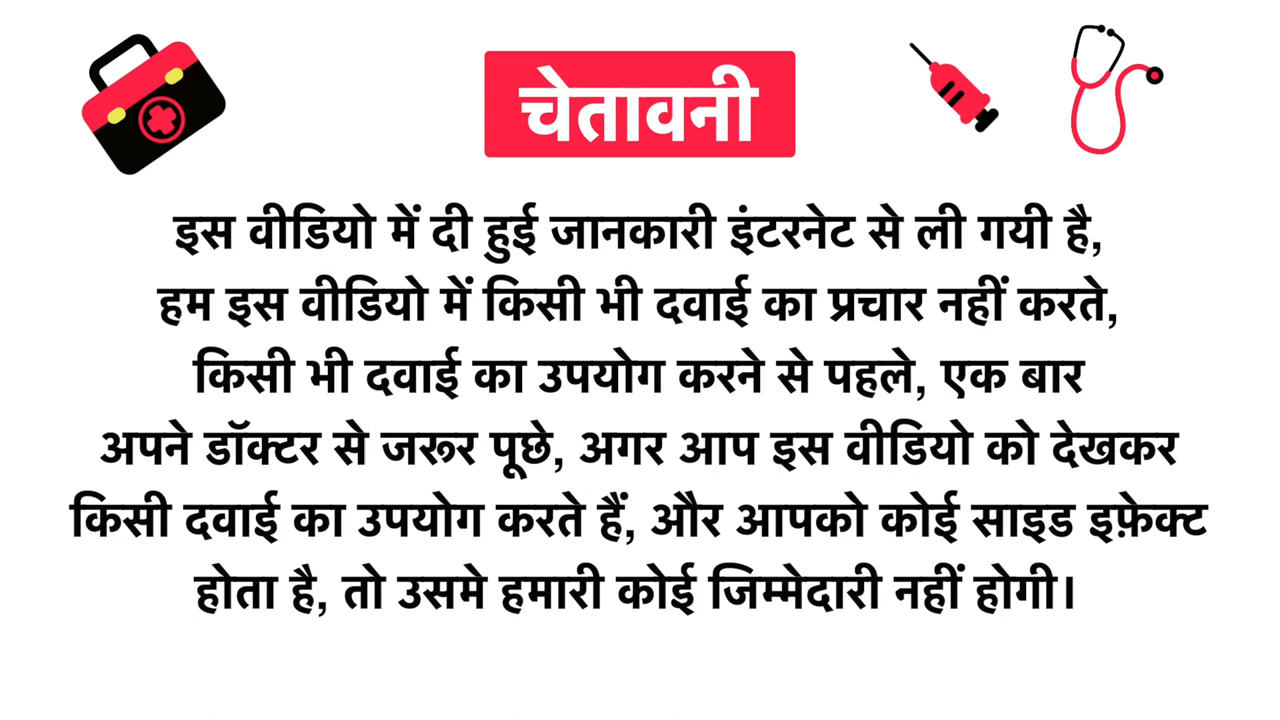 चेतावनी
इस वीडियो में दी हुई जानकारी इंटरनेट से ली गयी है,
हम इस वीडियो में किसी भी दवाई का प्रचार नहीं करते,
किसी भी दवाई का उपयोग करने से पहले, एक बार
अपने डॉक्टर से जरूर पूछे, अगर आप इस वीडियो को देखकर
किसी दवाई का उपयोग करते हैं, और आपको कोई साइड इफ़ेक्ट
होता है, तो उसमे हमारी कोई जिम्मेदारी नहीं होगी।